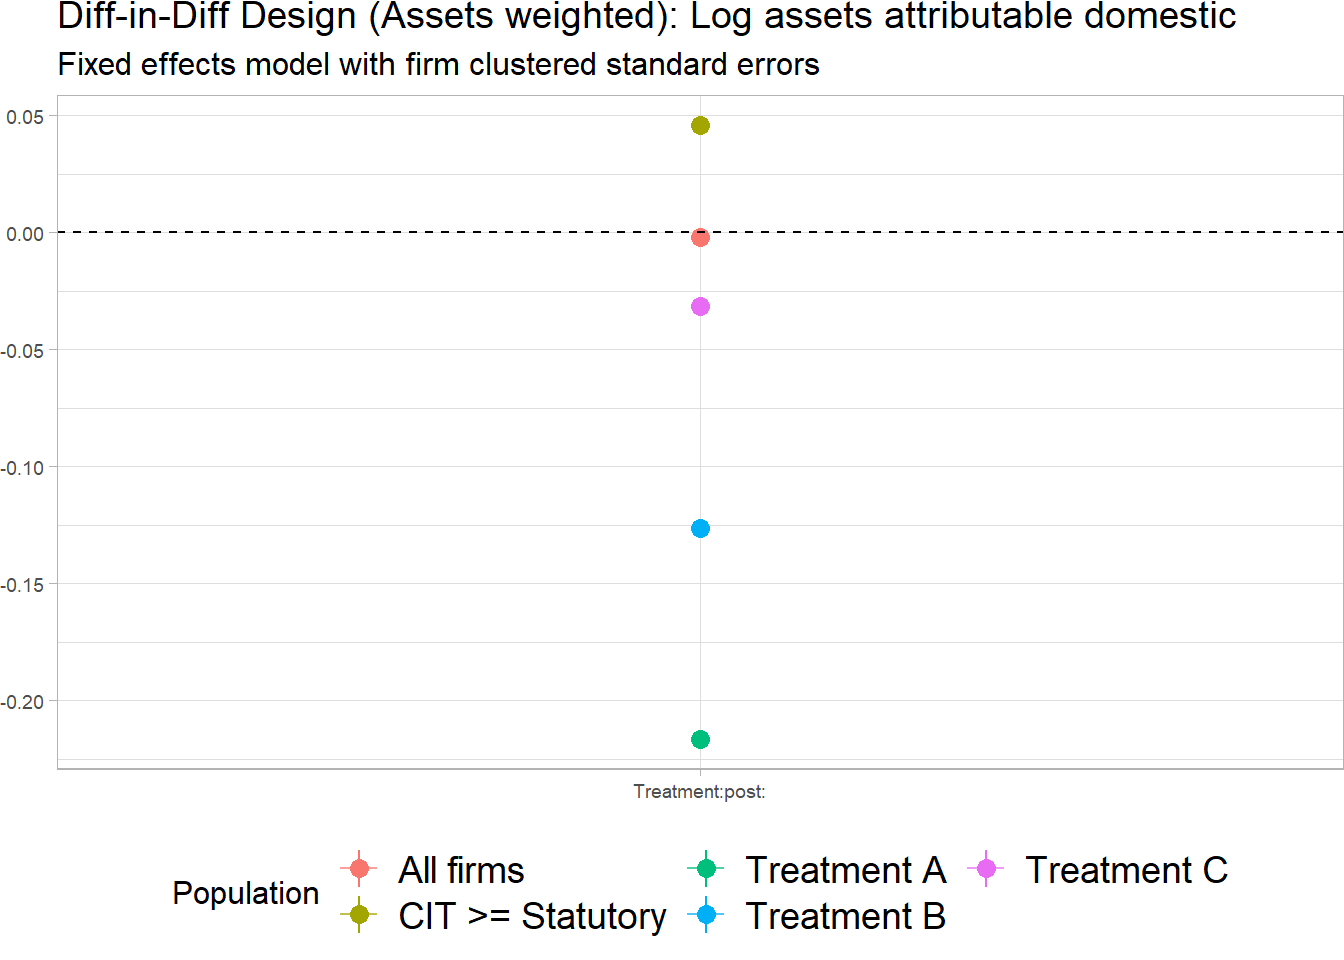 Diff-in-Diff Design (Assets weighted): Log assets attributable domestic
Fixed effects model with firm clustered standard errors
0.05
0.00
-0.05
-0.10
-0.15
-0.20
Treatment:post:
Population
All firms
CIT >= Statutory
Treatment A
Treatment B
Treatment C